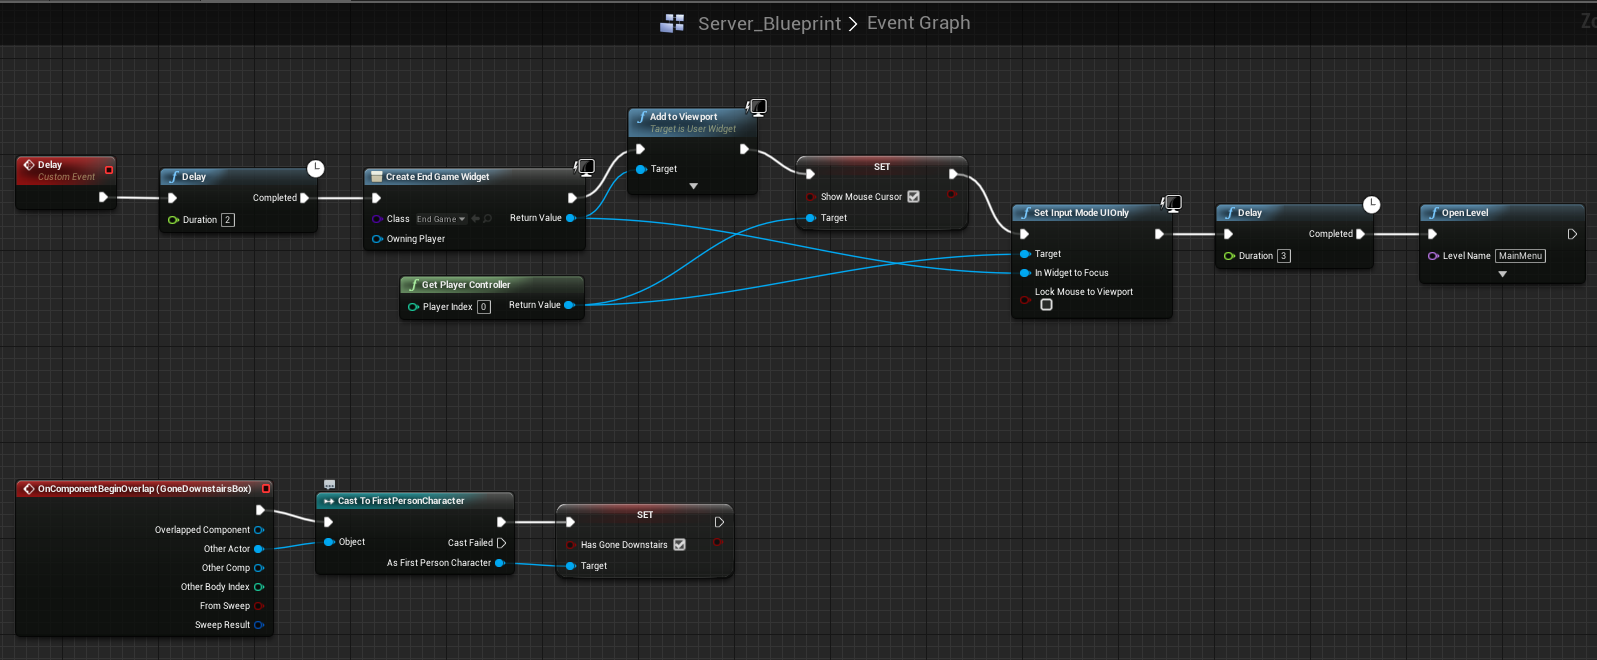 Server_Blueprint > Event Graph
Delay
Custom Event
Delay
Completed
Duration 2
Create End Game Widget
Class End Game
Return Value
Owning Player
Get Player Controller
Player Index 0
Return Value
Add to Viewport
Target is User Widget
Target
SET
Show Mouse Cursor
Target
Set Input Mode UIOnly
Target
In Widget to Focus
Lock Mouse to Viewport
Delay
Completed
Duration 3
Open Level
Level Name MainMenu
OnComponentBeginOverlap (GoneDownstairsBox)
Overlapped Component
Other Actor
Other Comp
Other Body Index
From Sweep
Sweep Result
Cast To FirstPersonCharacter
Object
Cast Failed
As First Person Character
SET
Has Gone Downstairs
Target